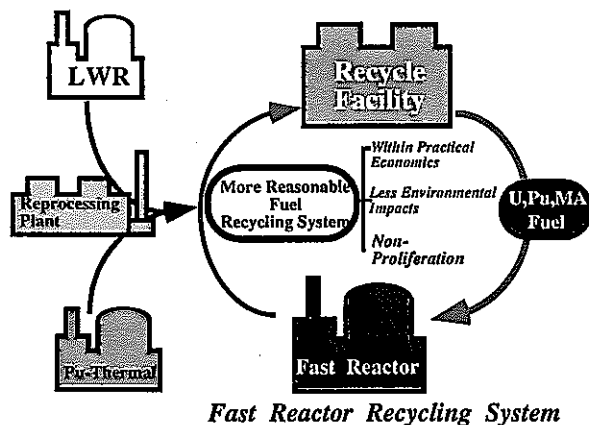 LWR
Reprocessing
Plant
Pu-Thermal
Recycle
Facility
More Reasonable
Fuel
Recycling System
Within Practical
Economics
Less Environmental
Impacts
Non-
Proliferation
U,Pu,MA
Fuel
Fast Reactor
Fast Reactor Recycling System